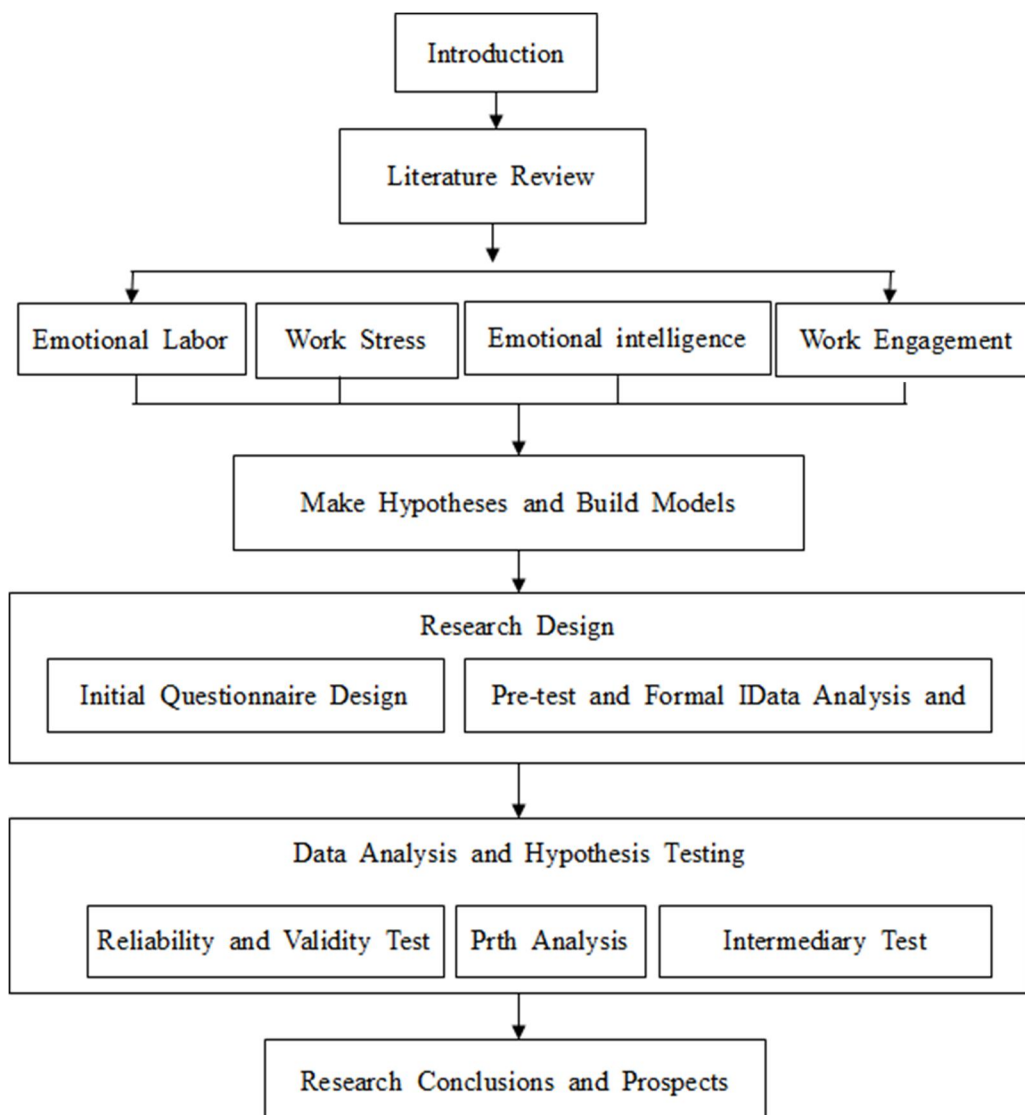 Introduction
Literature Review
Emotional Labor
Work Stress
Emotional intelligence
Work Engagement
Make Hypotheses and Build Models
Research Design
Initial Questionnaire Design
Pre-test and Formal IData Analysis and
Data Analysis and Hypothesis Testing
Reliability and Validity Test
Prth Analysis
Intermediary Test
Research Conclusions and Prospects